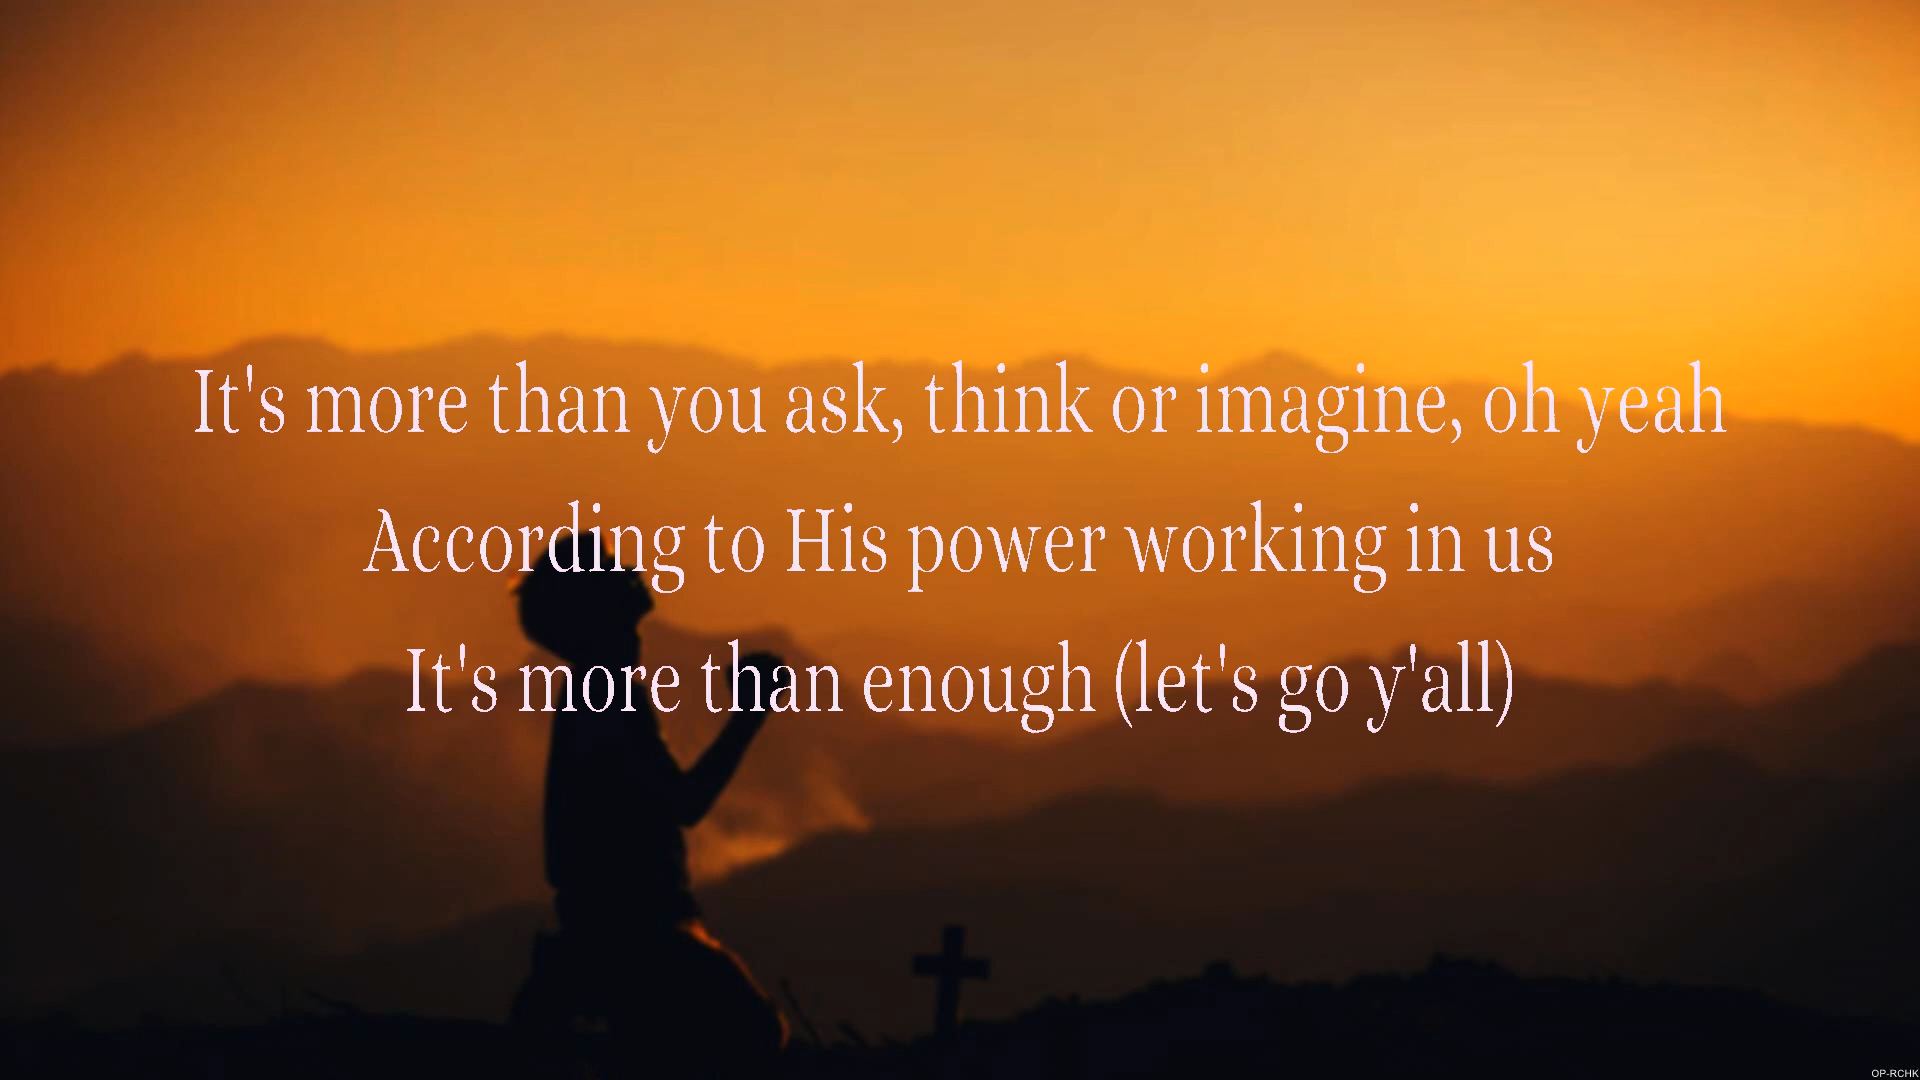 It's more than you ask, think or imagine, oh yeah
According to His power working in us
It's more than enough (let's go y'all)
OP-RCHK